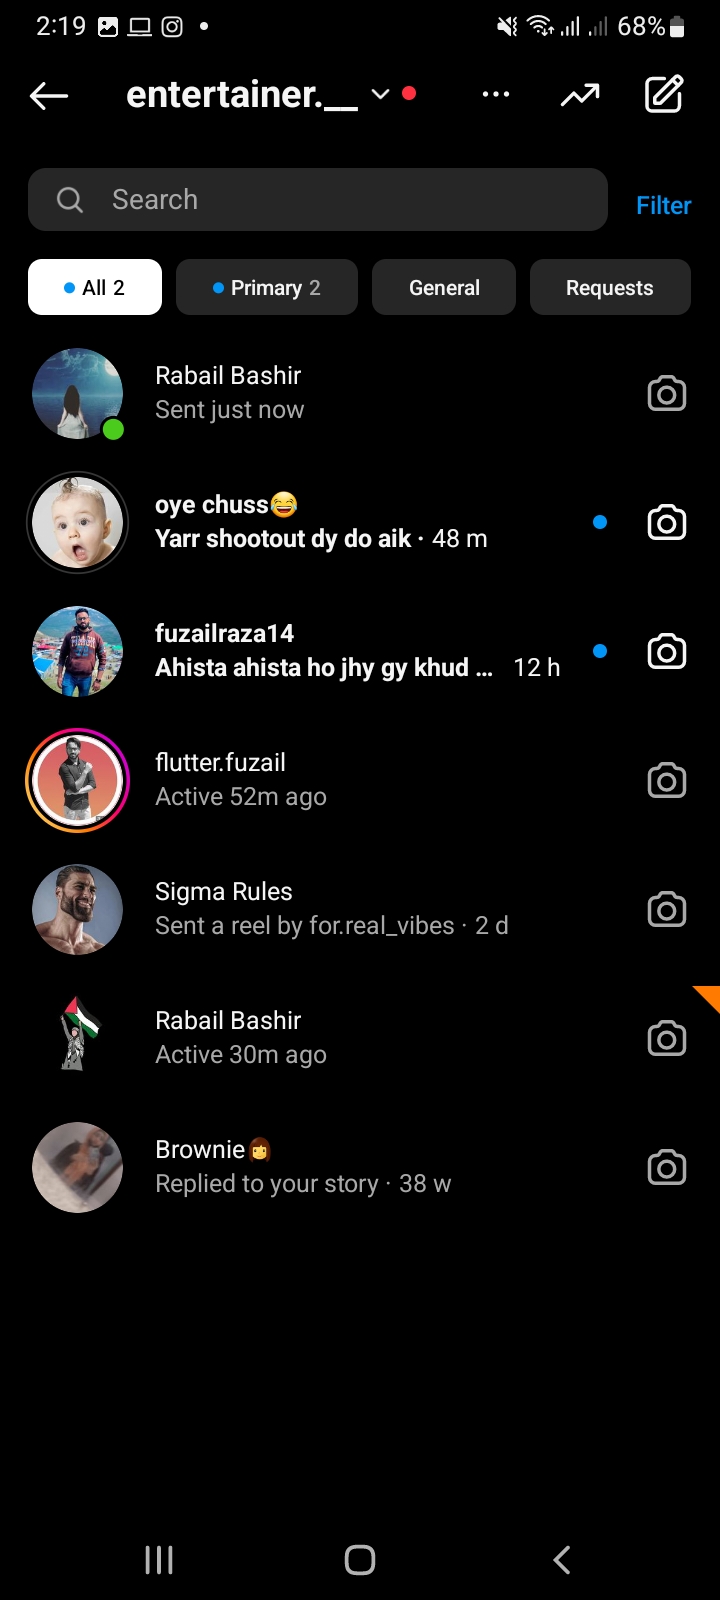 2:19 68%
entertainer.__
Search
Filter
All 2 Primary 2 General Requests
Rabail Bashir
Sent just now
oye chuss😂
Yarr shootout dy do aik · 48 m
fuzailraza14
Ahista ahista ho jhy gy khud ... 12 h
flutter.fuzail
Active 52m ago
Sigma Rules
Sent a reel by for.real_vibes · 2 d
Rabail Bashir
Active 30m ago
Brownie👩
Replied to your story · 38 w